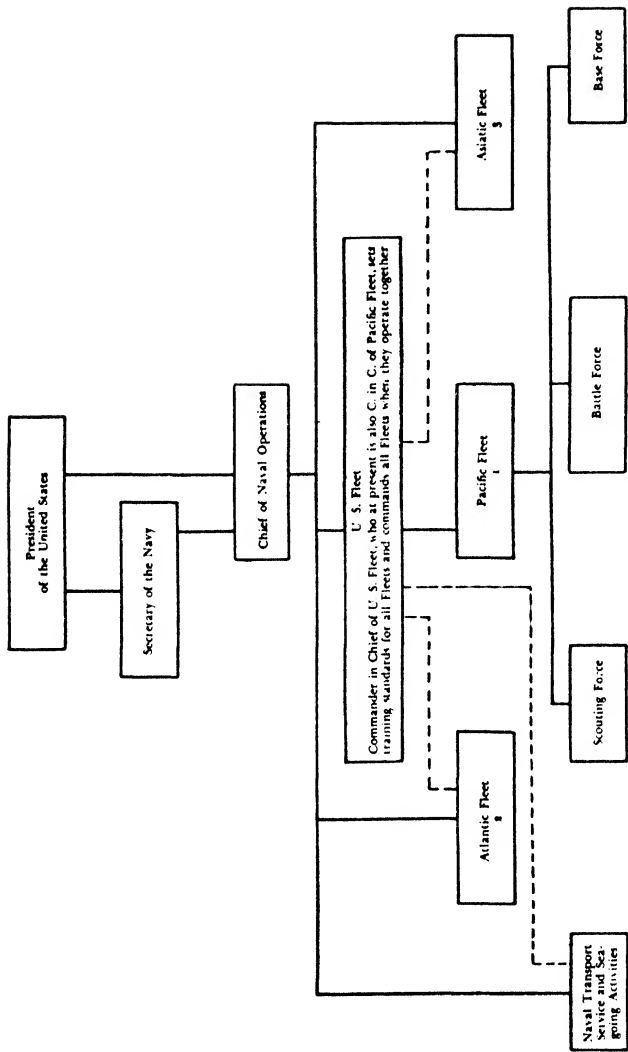 President
of the United States
Secretary of the Navy
Chief of Naval Operations
U S. Fleet
Commander in Chief of U S. Fleet, who at present is also C. in C. of Pacific Fleet, sets
training standards for all Fleets and commands all Fleets when they operate together
Asiatic Fleet
3
Pacific Fleet
1
Atlantic Fleet
2
Naval Transport
Service and Sea-
going Activities
Scouting Force
Battle Force
Base Force